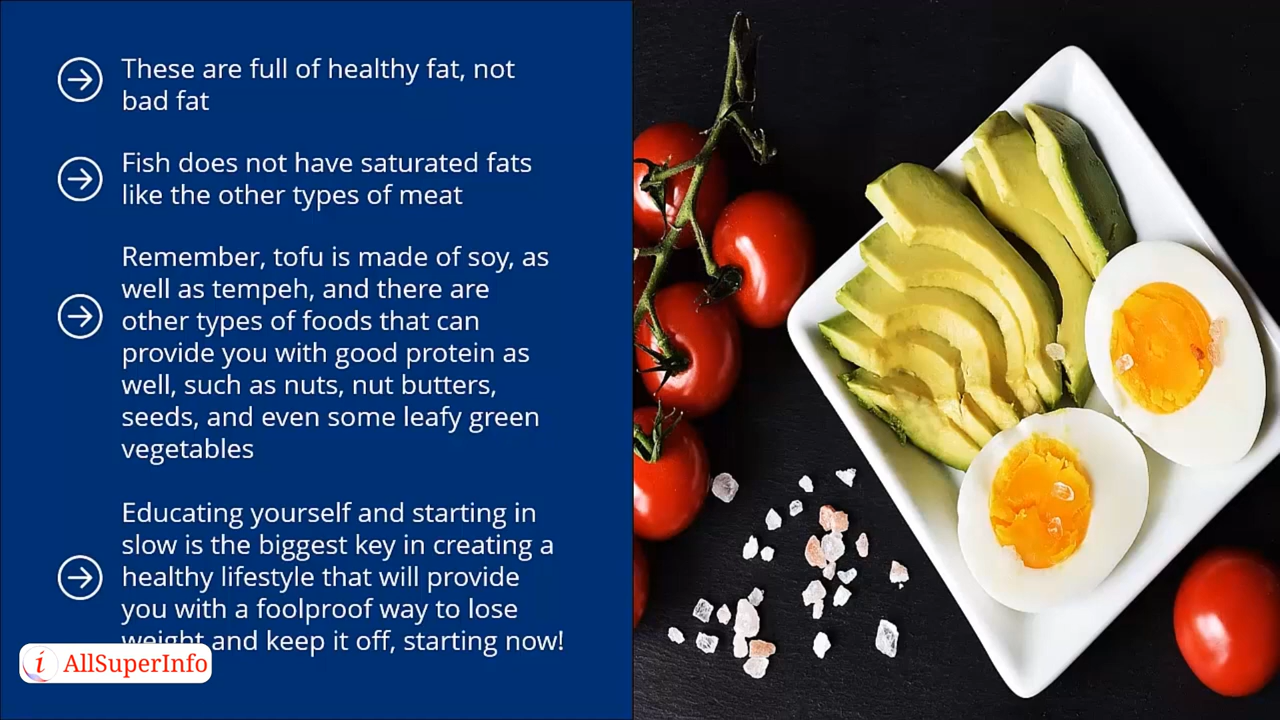 These are full of healthy fat, not
bad fat
Fish does not have saturated fats
like the other types of meat
Remember, tofu is made of soy, as
well as tempeh, and there are
other types of foods that can
provide you with good protein as
well, such as nuts, nut butters,
seeds, and even some leafy green
vegetables
Educating yourself and starting in
slow is the biggest key in creating a
healthy lifestyle that will provide
you with a foolproof way to lose
weight and keep it off, starting now!
i AllSuperInfo